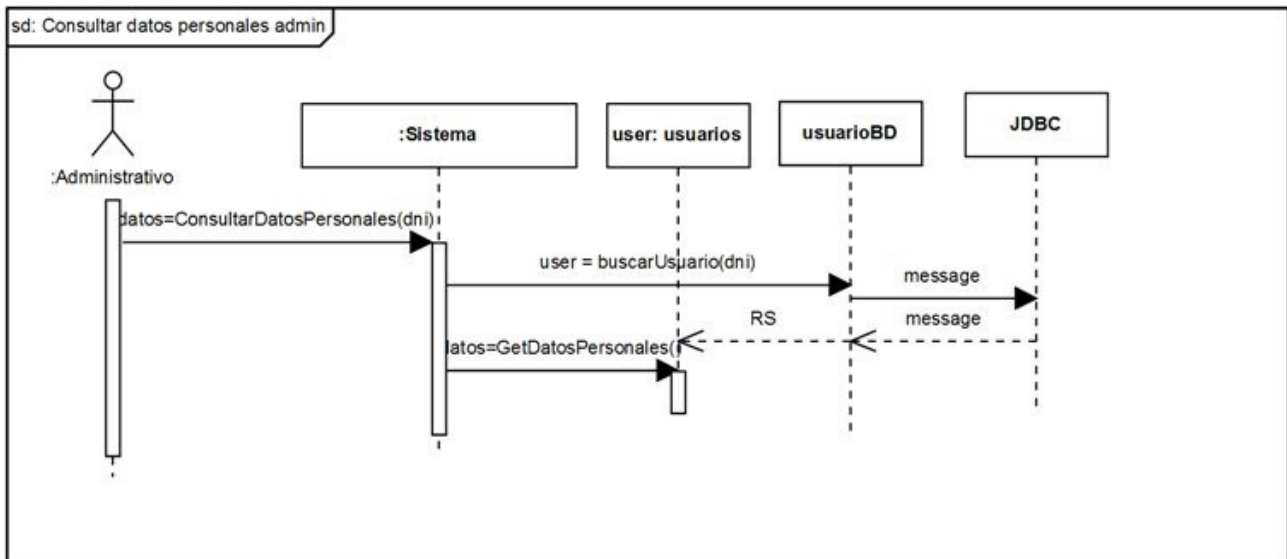 sd: Consultar datos personales admin
:Sistema
user: usuarios
usuarioBD
JDBC
:Administrativo
datos=ConsultarDatosPersonales(dni)
user = buscarUsuario(dni)
message
RS
message
datos=GetDatosPersonales()